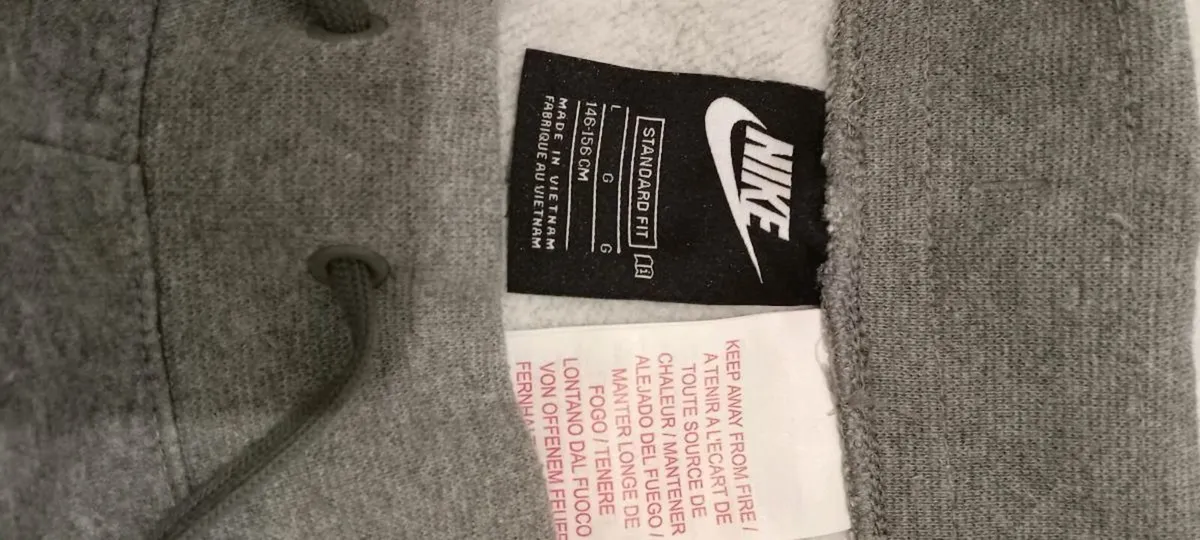 NIKE
STANDARD FIT
L G G
146-156 CM
MADE IN VIETNAM
FABRIQUE AU VIETNAM
KEEP AWAY FROM FIRE /
A TENIR A L'ECART DE
TOUTE SOURCE DE
CHALEUR / MANTENER
ALEJADO DEL FUEGO /
MANTER LONGE DE
FOGO / TENERE
LONTANO DAL FUOCO
VON OFFENEM